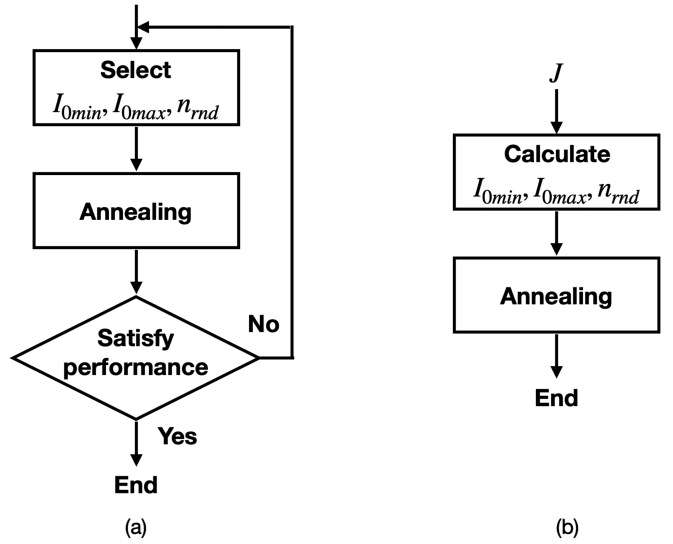 Select
I0min, I0max, nrnd
Annealing
Satisfy
performance
No
Yes
End
(a)
J
Calculate
I0min, I0max, nrnd
Annealing
End
(b)